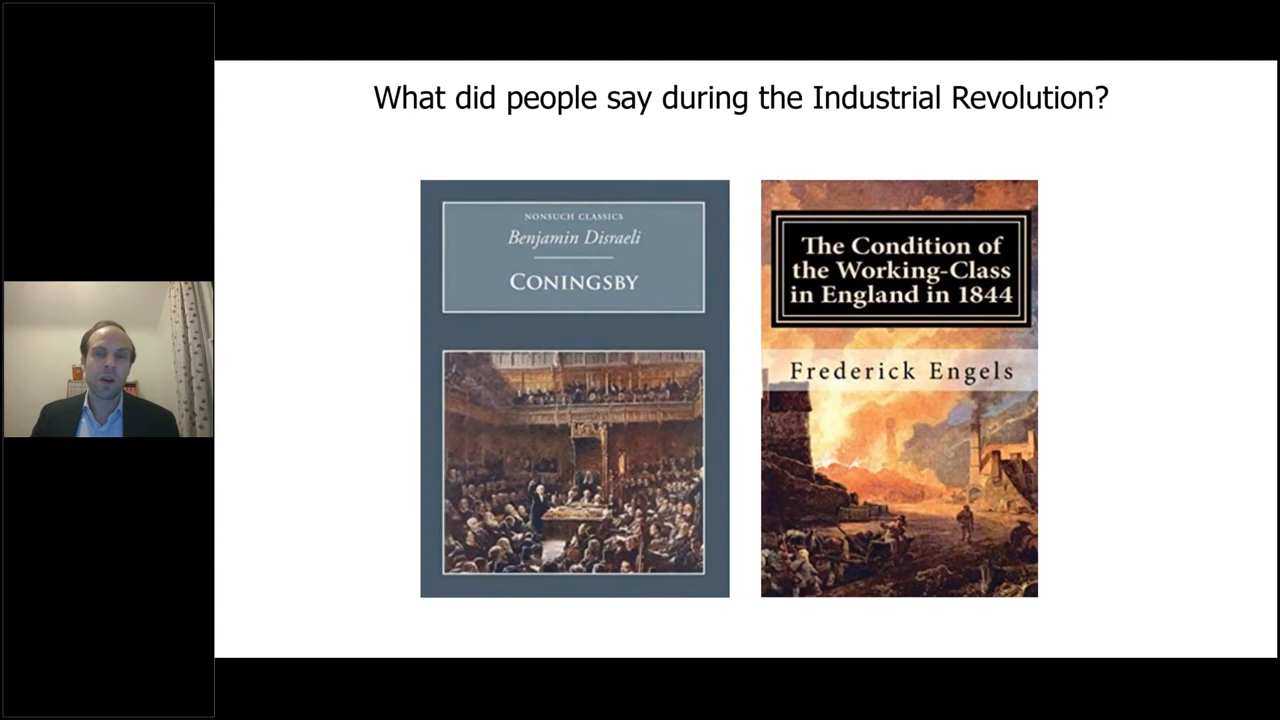 What did people say during the Industrial Revolution?
NONSUCH CLASSICS
Benjamin Disraeli
CONINGSBY
The Condition of
the Working-Class
in England in 1844
Frederick Engels